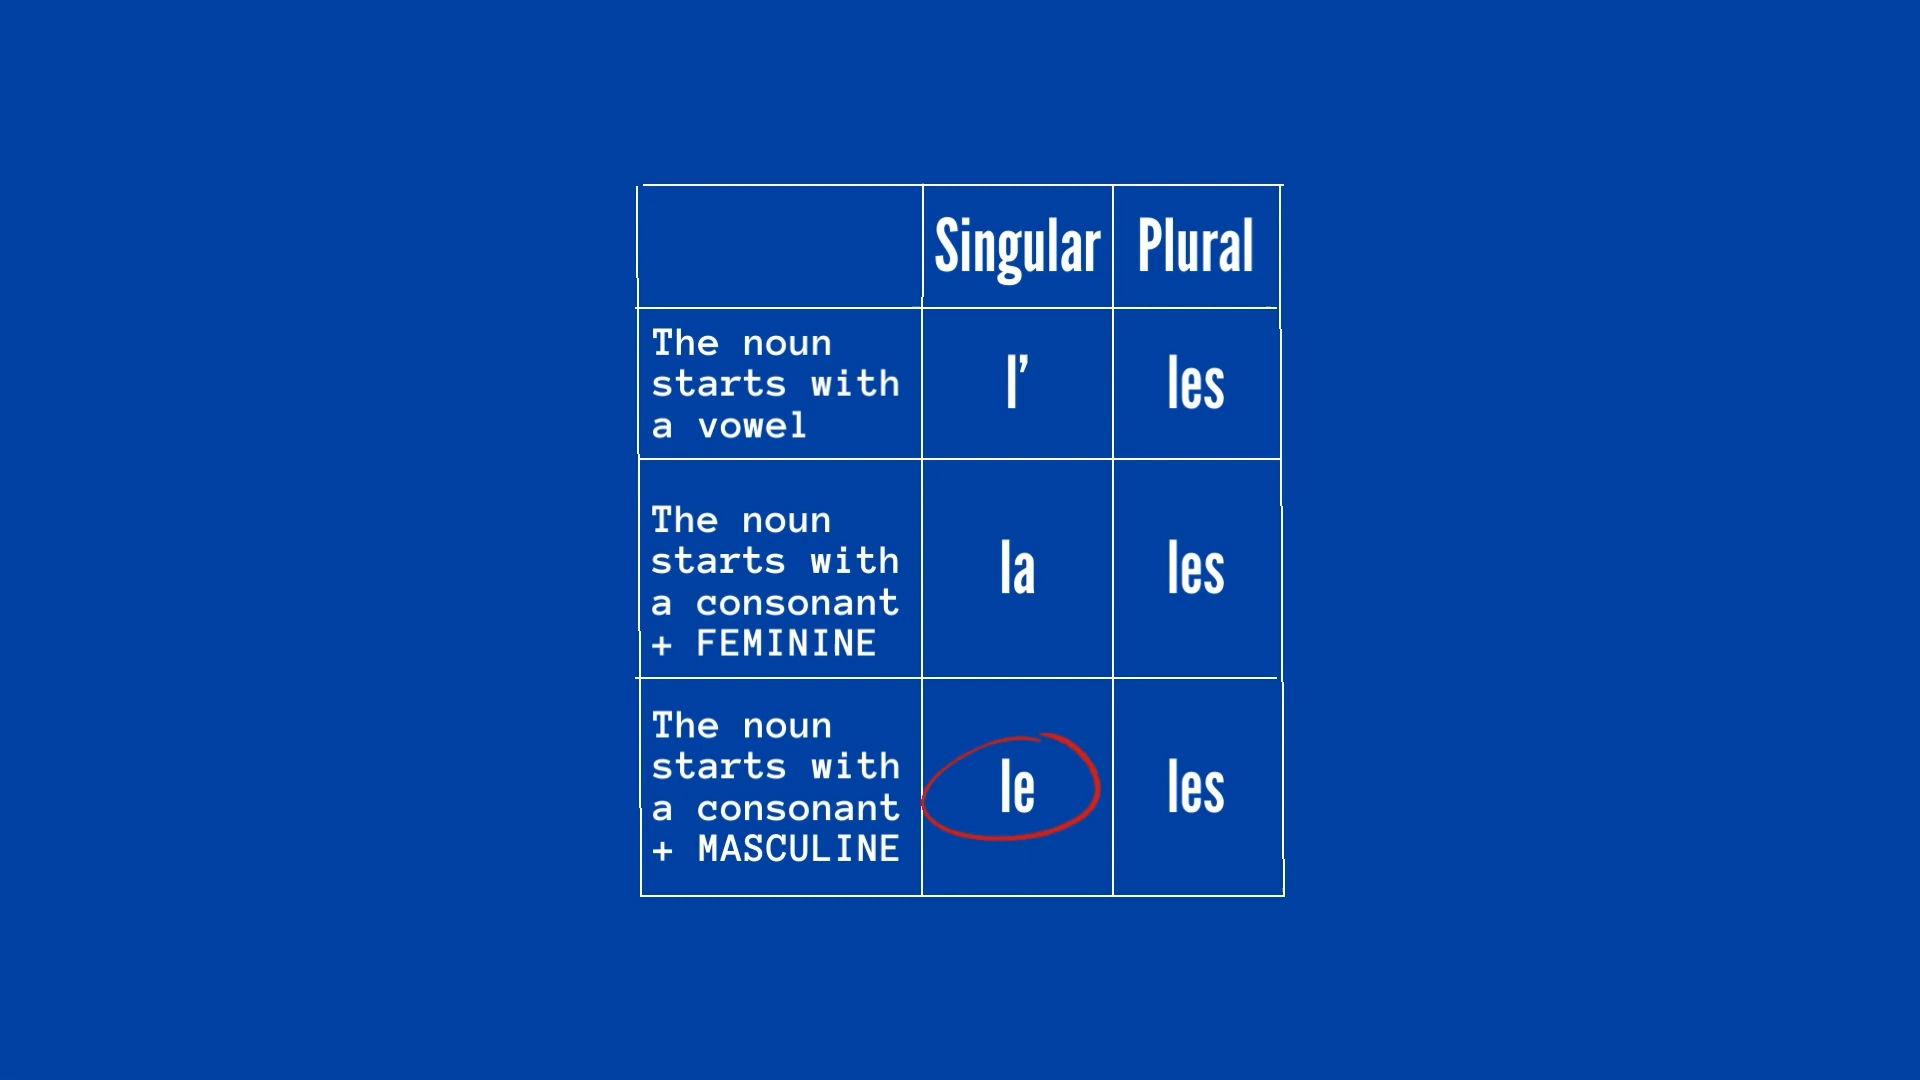 Singular Plural
The noun
starts with
a vowel
l’ les
The noun
starts with
a consonant
+ FEMININE
la les
The noun
starts with
a consonant
+ MASCULINE
le les